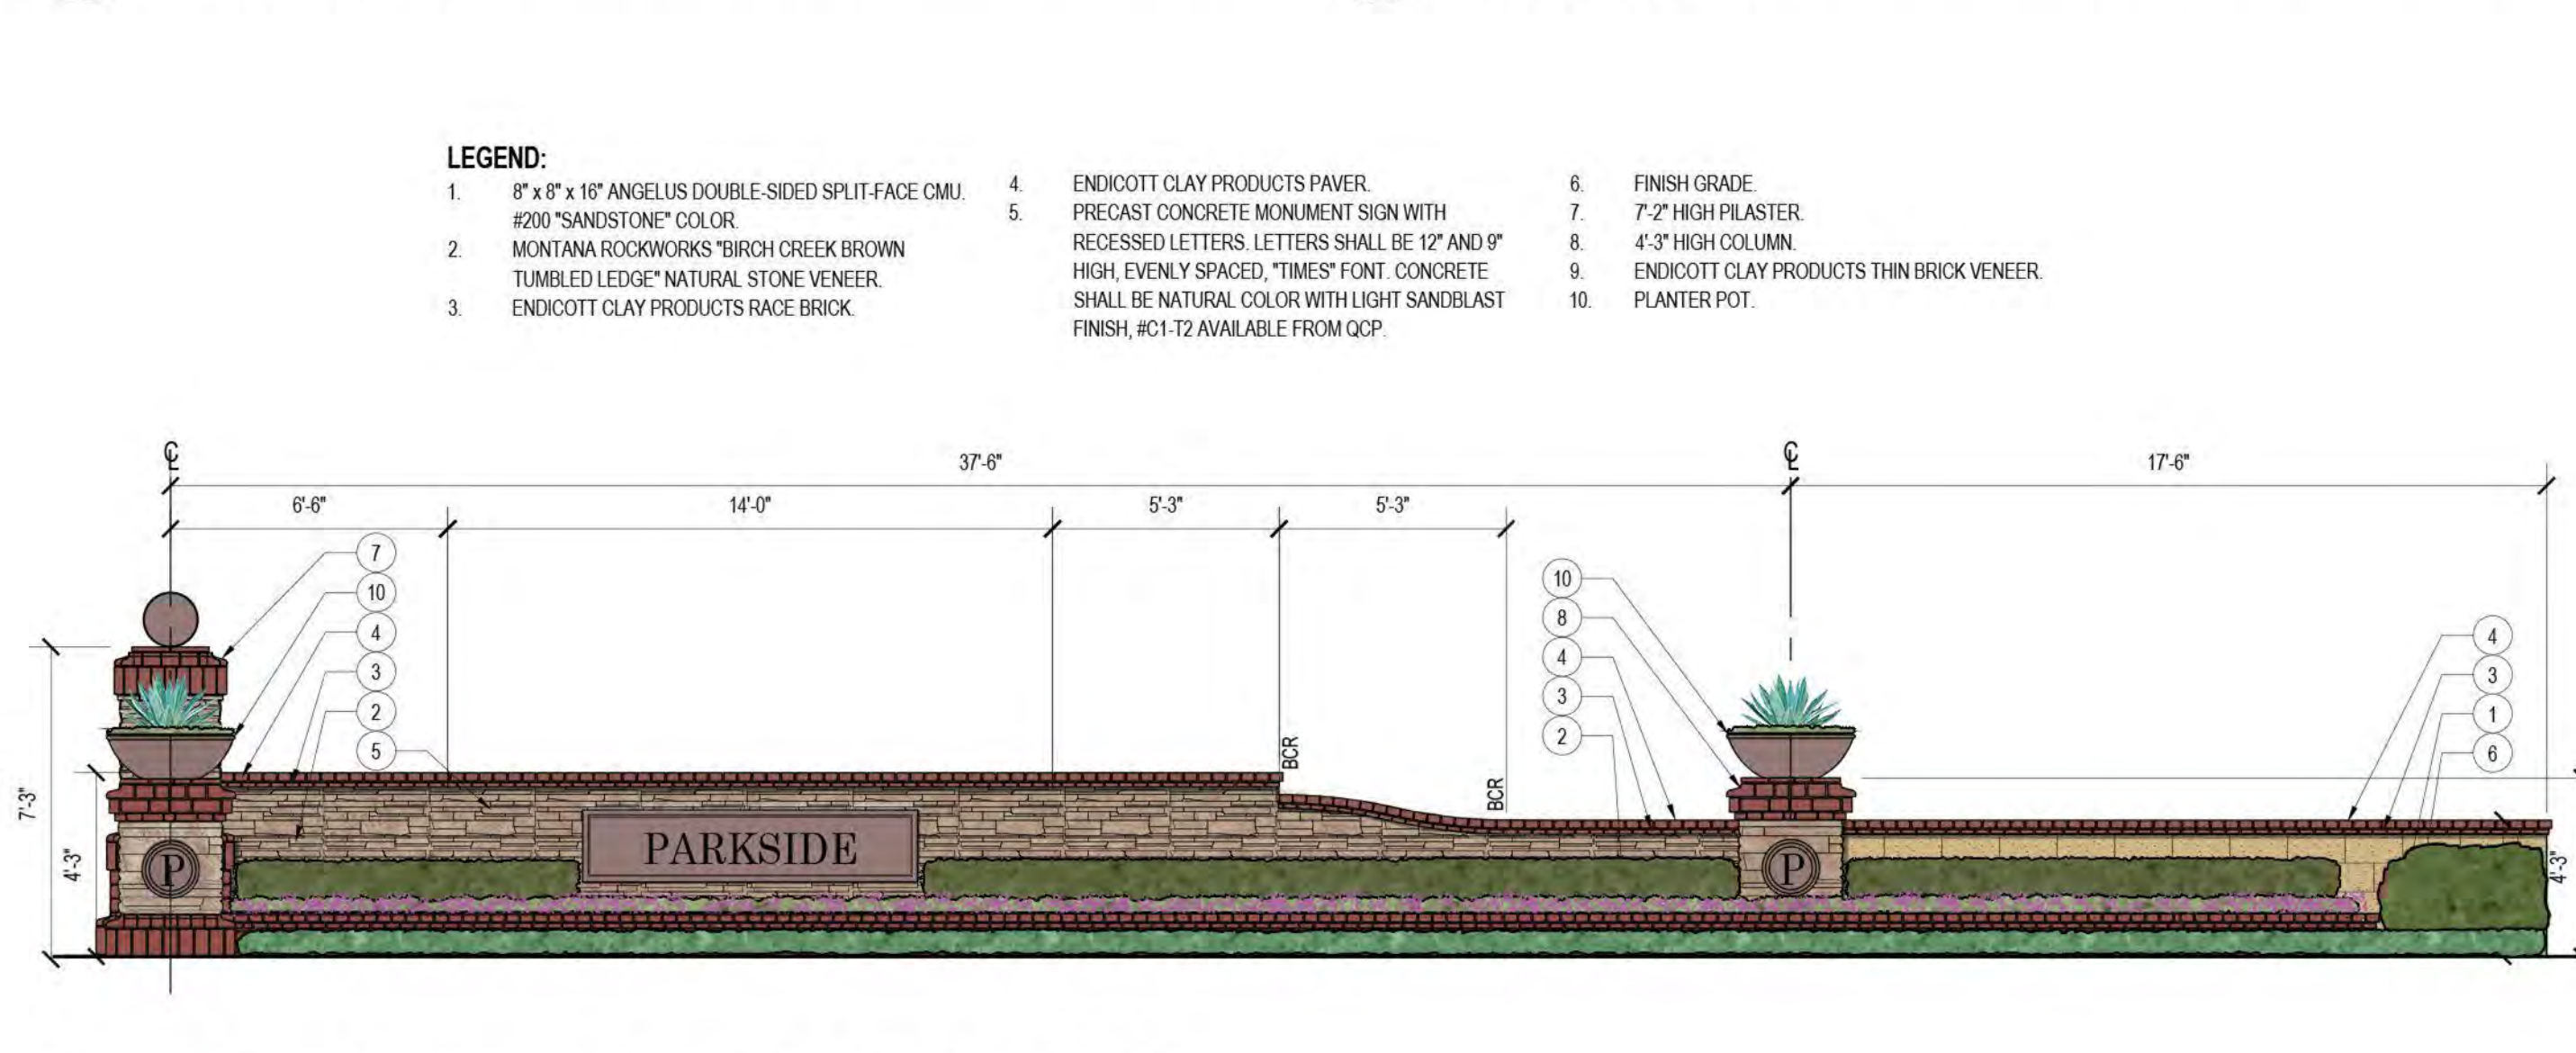 LEGEND:
1. 8" x 8" x 16" ANGELUS DOUBLE-SIDED SPLIT-FACE CMU.
#200 "SANDSTONE" COLOR.
2. MONTANA ROCKWORKS "BIRCH CREEK BROWN
TUMBLED LEDGE" NATURAL STONE VENEER.
3. ENDICOTT CLAY PRODUCTS RACE BRICK.
4. ENDICOTT CLAY PRODUCTS PAVER.
5. PRECAST CONCRETE MONUMENT SIGN WITH
RECESSED LETTERS. LETTERS SHALL BE 12" AND 9"
HIGH, EVENLY SPACED, "TIMES" FONT. CONCRETE
SHALL BE NATURAL COLOR WITH LIGHT SANDBLAST
FINISH, #C1-T2 AVAILABLE FROM QCP.
6. FINISH GRADE.
7. 7'-2" HIGH PILASTER.
8. 4'-3" HIGH COLUMN.
9. ENDICOTT CLAY PRODUCTS THIN BRICK VENEER.
10. PLANTER POT.
℄ ℄
37'-6" 17'-6"
6'-6" 14'-0" 5'-3" 5'-3"
7
10
4
3
2
5
10
8
4
3
2
4
3
1
6
BCR
BCR
7'-3"
4'-3"
4'-3"
P
PARKSIDE
P